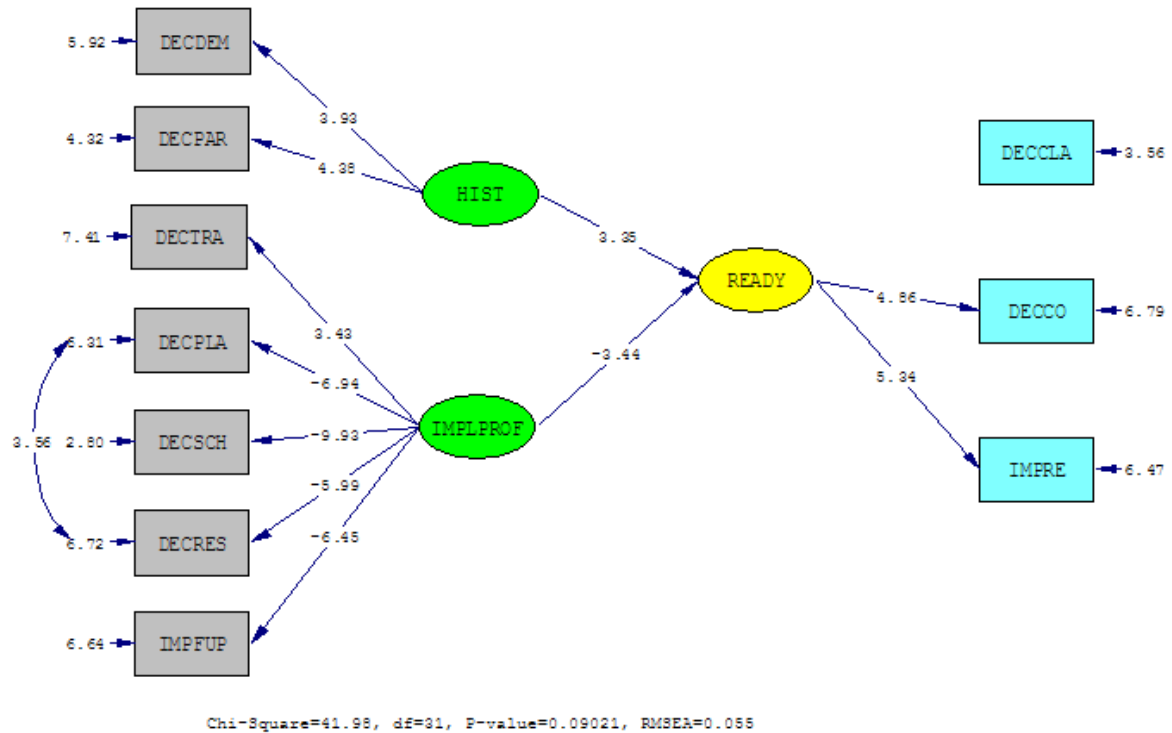 5.92 DECDEM
3.93
4.32 DECPAR
4.38
DECCLA 3.56
HIST
7.41 DECTRA
3.35
READY
3.43
4.86
DECCO 6.79
6.31 DECPLA
-3.44
-6.94
5.34
IMPLPROF
3.56 2.80 DECSCH
-9.93
IMPRE 6.47
-5.99
6.72 DECRES
-6.45
6.64 IMPFUP
Chi-Square=41.98, df=31, P-value=0.09021, RMSEA=0.055